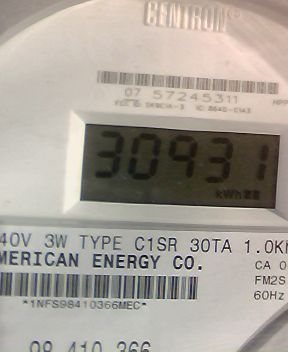 CENTRON®
07 57245311
30931
kWh
40V 3W TYPE C1SR 30TA 1.0K
MERICAN ENERGY CO.
CA 0
FM2S
60Hz
*1NFS98410366MEC*
98 410 366